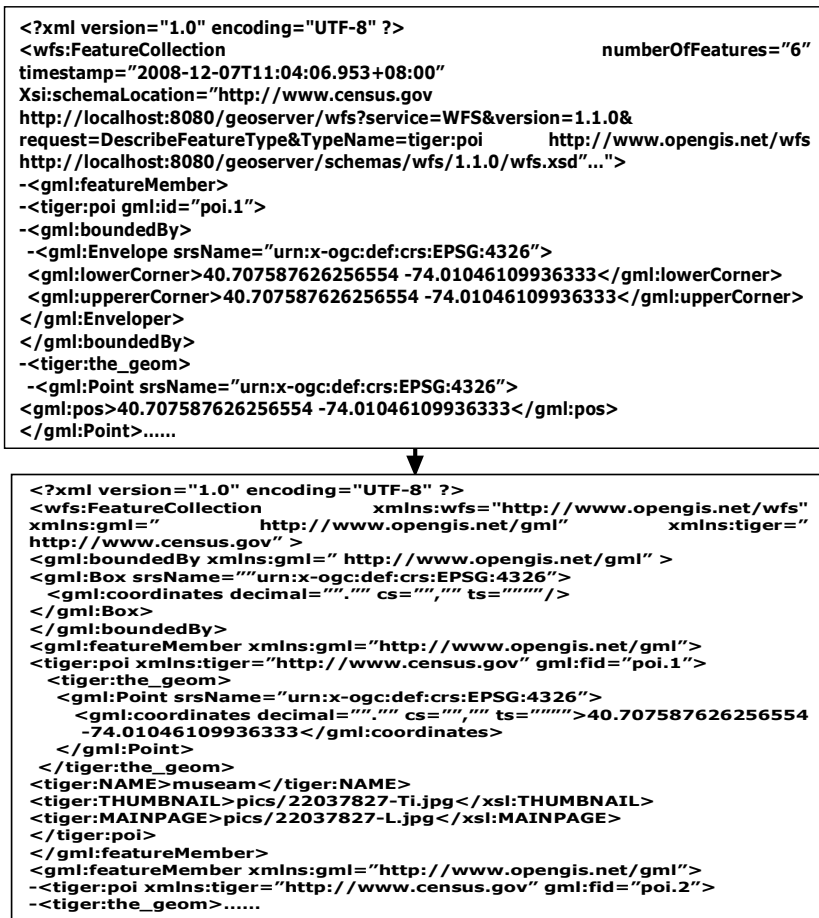 <?xml version="1.0" encoding="UTF-8" ?>
<wfs:FeatureCollection numberOfFeatures=”6”
timestamp=”2008-12-07T11:04:06.953+08:00”
Xsi:schemaLocation=”http://www.census.gov
http://localhost:8080/geoserver/wfs?service=WFS&version=1.1.0&
request=DescribeFeatureType&TypeName=tiger:poi http://www.opengis.net/wfs
http://localhost:8080/geoserver/schemas/wfs/1.1.0/wfs.xsd”...">
-<gml:featureMember>
-<tiger:poi gml:id=”poi.1”>
-<gml:boundedBy>
-<gml:Envelope srsName=”urn:x-ogc:def:crs:EPSG:4326”>
<gml:lowerCorner>40.707587626256554 -74.01046109936333</gml:lowerCorner>
<gml:uppererCorner>40.707587626256554 -74.01046109936333</gml:upperCorner>
</gml:Enveloper>
</gml:boundedBy>
-<tiger:the_geom>
-<gml:Point srsName=”urn:x-ogc:def:crs:EPSG:4326”>
<gml:pos>40.707587626256554 -74.01046109936333</gml:pos>
</gml:Point>......
<?xml version="1.0" encoding="UTF-8" ?>
<wfs:FeatureCollection xmlns:wfs="http://www.opengis.net/wfs"
xmlns:gml=” http://www.opengis.net/gml” xmlns:tiger=”
http://www.census.gov” >
<gml:boundedBy xmlns:gml=” http://www.opengis.net/gml” >
<gml:Box srsName=””urn:x-ogc:def:crs:EPSG:4326”>
<gml:coordinates decimal=””.”” cs=””,”” ts=””””/>
</gml:Box>
</gml:boundedBy>
<gml:featureMember xmlns:gml=”http://www.opengis.net/gml”>
<tiger:poi xmlns:tiger=”http://www.census.gov” gml:fid=”poi.1”>
<tiger:the_geom>
<gml:Point srsName=”urn:x-ogc:def:crs:EPSG:4326”>
<gml:coordinates decimal=””.”” cs=””,”” ts=””””>40.707587626256554
-74.01046109936333</gml:coordinates>
</gml:Point>
</tiger:the_geom>
<tiger:NAME>museam</tiger:NAME>
<tiger:THUMBNAIL>pics/22037827-Ti.jpg</xsl:THUMBNAIL>
<tiger:MAINPAGE>pics/22037827-L.jpg</xsl:MAINPAGE>
</tiger:poi>
</gml:featureMember>
<gml:featureMember xmlns:gml=”http://www.opengis.net/gml”>
-<tiger:poi xmlns:tiger=”http://www.census.gov” gml:fid=”poi.2”>
-<tiger:the_geom>......